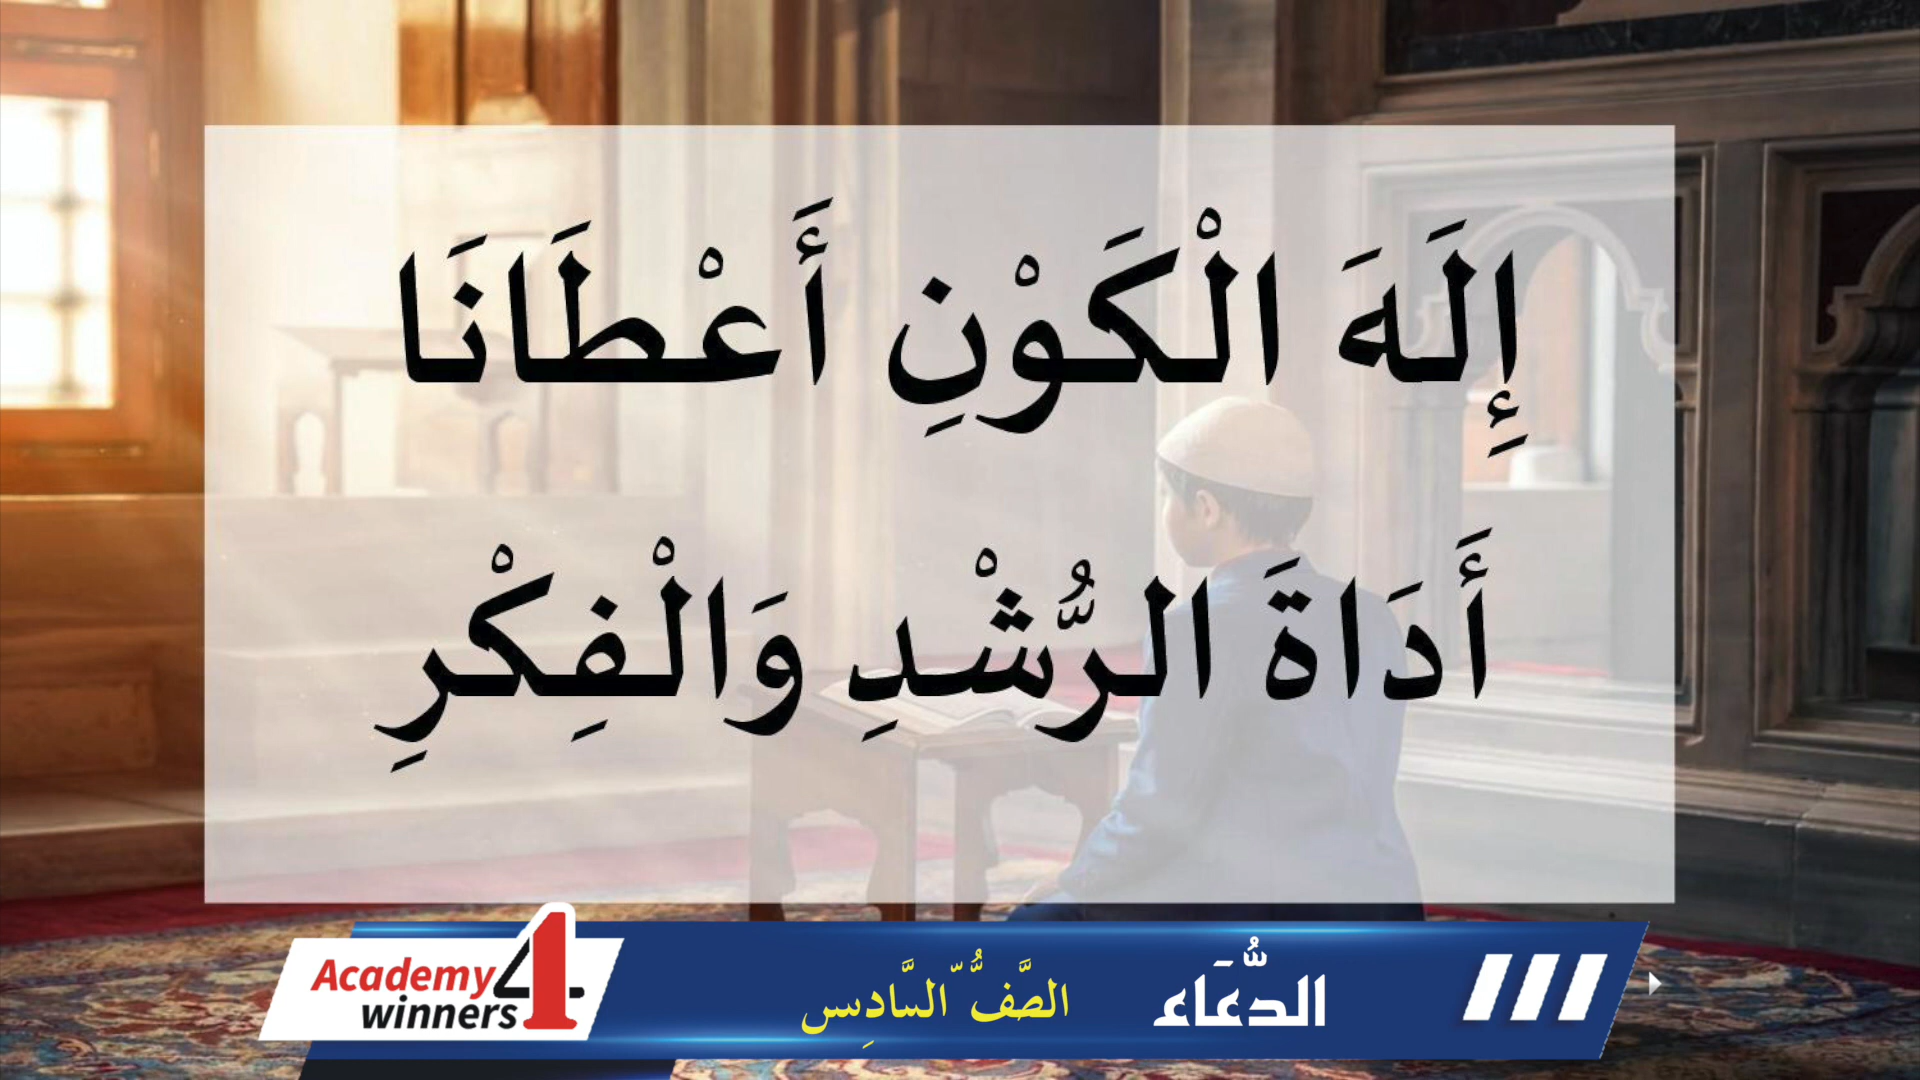 إِلَهَ الْكَوْنِ أَعْطَانَا
أَدَاةَ الرُّشْدِ وَالْفِكْرِ
الدُّعَاء
الصَّفُّ السَّادِس
Academy 4
winners